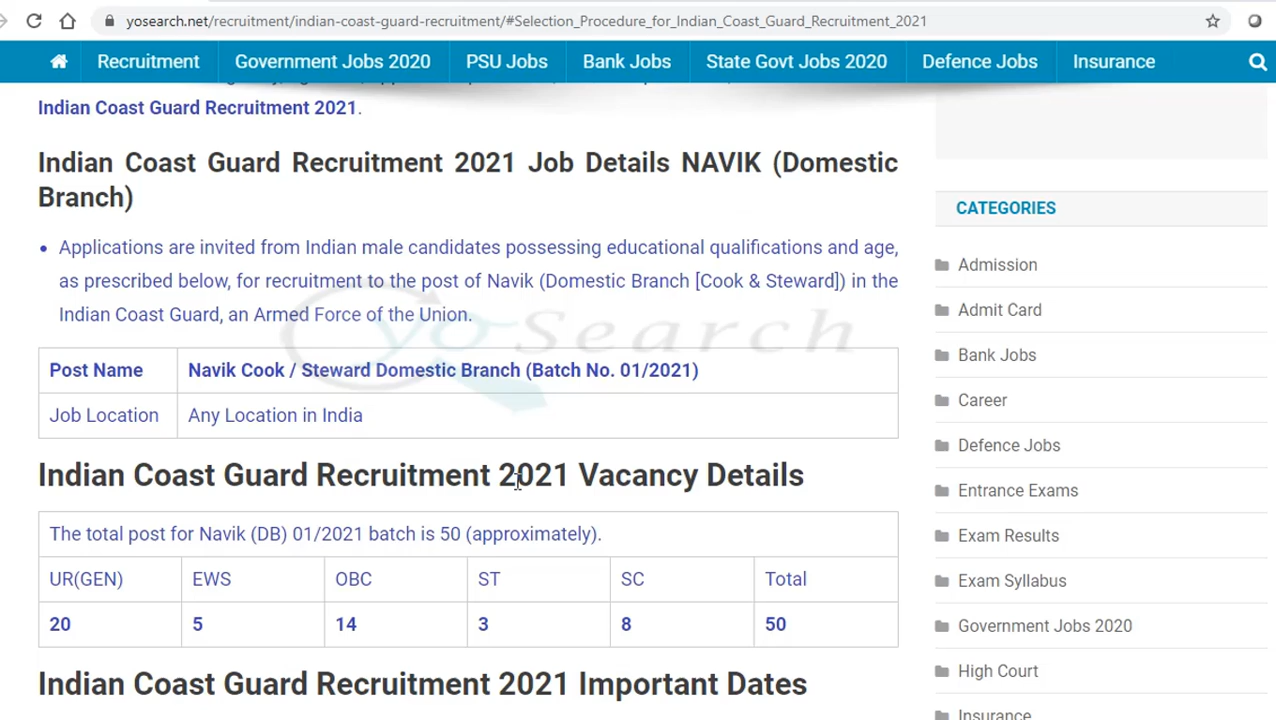 yosearch.net/recruitment/indian-coast-guard-recruitment/#Selection_Procedure_for_Indian_Coast_Guard_Recruitment_2021
Recruitment Government Jobs 2020 PSU Jobs Bank Jobs State Govt Jobs 2020 Defence Jobs Insurance
Indian Coast Guard Recruitment 2021.
Indian Coast Guard Recruitment 2021 Job Details NAVIK (Domestic
Branch)
Applications are invited from Indian male candidates possessing educational qualifications and age,
as prescribed below, for recruitment to the post of Navik (Domestic Branch [Cook & Steward]) in the
Indian Coast Guard, an Armed Force of the Union.
yoSearch
Post Name Navik Cook / Steward Domestic Branch (Batch No. 01/2021)
Job Location Any Location in India
Indian Coast Guard Recruitment 2021 Vacancy Details
The total post for Navik (DB) 01/2021 batch is 50 (approximately).
UR(GEN) EWS OBC ST SC Total
20 5 14 3 8 50
Indian Coast Guard Recruitment 2021 Important Dates
CATEGORIES
Admission
Admit Card
Bank Jobs
Career
Defence Jobs
Entrance Exams
Exam Results
Exam Syllabus
Government Jobs 2020
High Court
Insurance